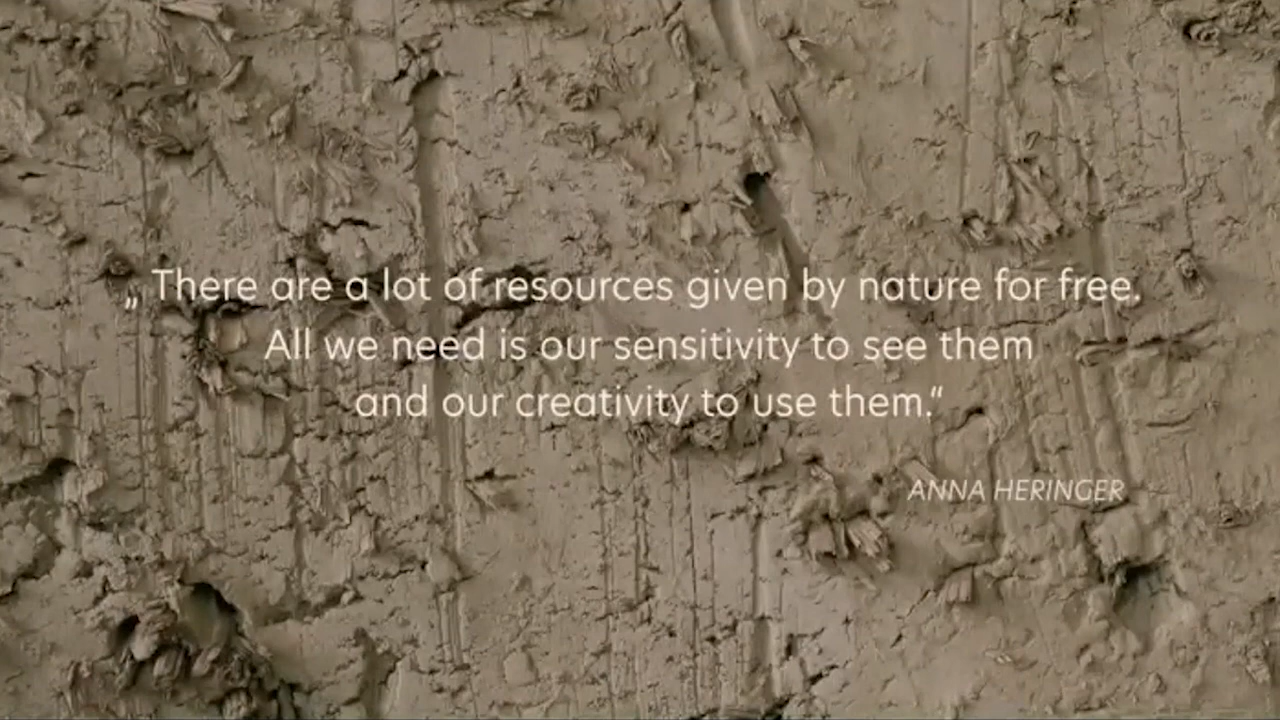 „ There are a lot of resources given by nature for free.
All we need is our sensitivity to see them
and our creativity to use them.“
ANNA HERINGER